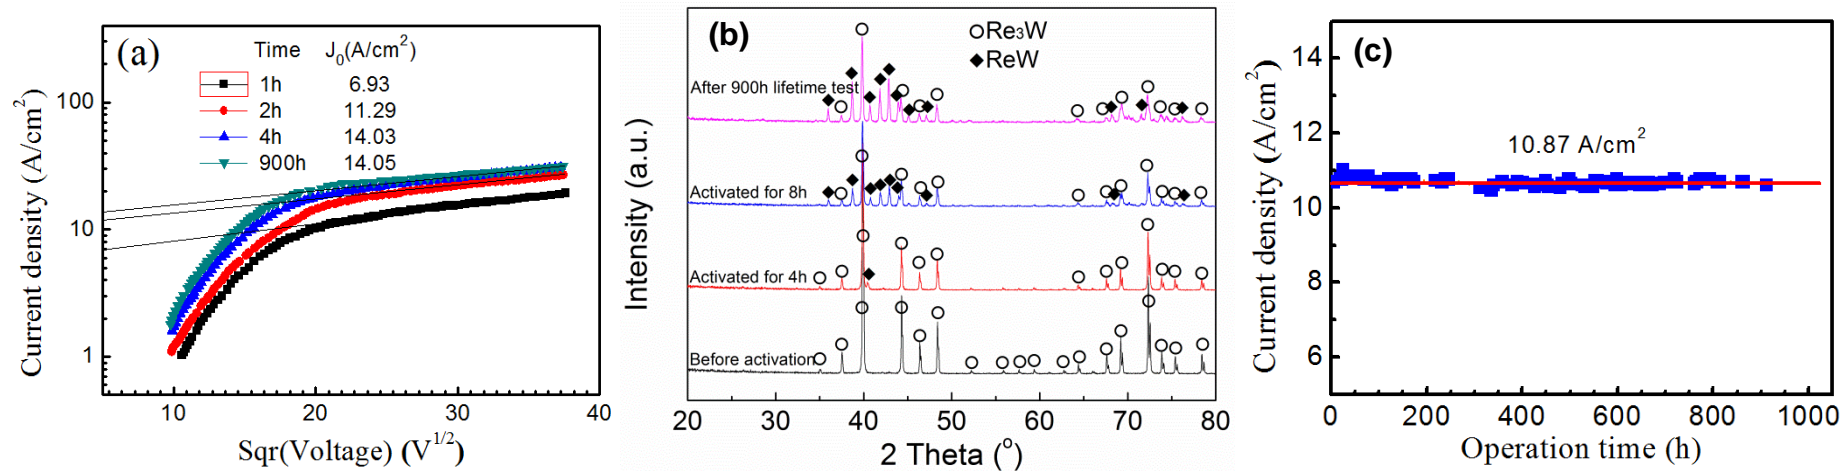 (a)
Time J₀(A/cm²)
1h 6.93
2h 11.29
4h 14.03
900h 14.05
100
10
1
Current density (A/cm²)
10 20 30 40
Sqr(Voltage) (V^1/2)
(b)
Re₃W
ReW
After 900h lifetime test
Activated for 8h
Activated for 4h
Before activation
Intensity (a.u.)
20 30 40 50 60 70 80
2 Theta (°)
(c)
10.87 A/cm²
14
12
10
8
6
Current density (A/cm²)
0 200 400 600 800 1000
Operation time (h)